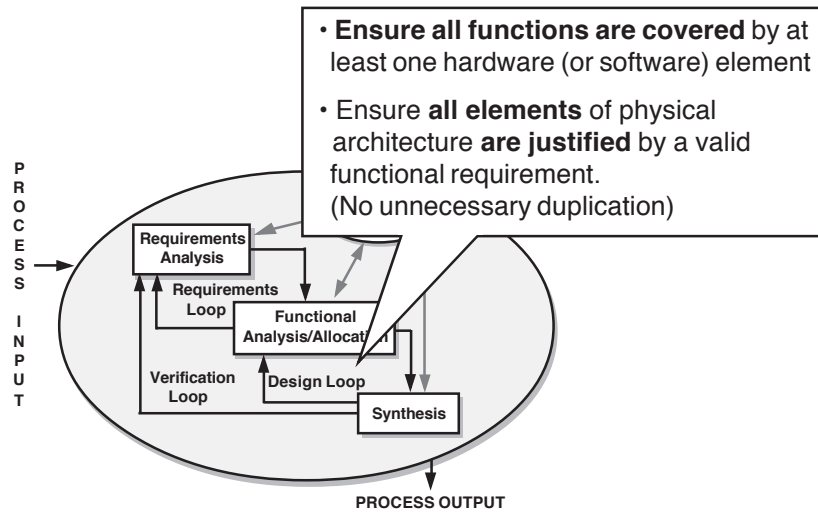 • Ensure all functions are covered by at
least one hardware (or software) element
• Ensure all elements of physical
architecture are justified by a valid
functional requirement.
(No unnecessary duplication)
PROCESS INPUT
Requirements
Analysis
Requirements
Loop
Functional
Analysis/Allocation
Verification
Loop
Design Loop
Synthesis
PROCESS OUTPUT